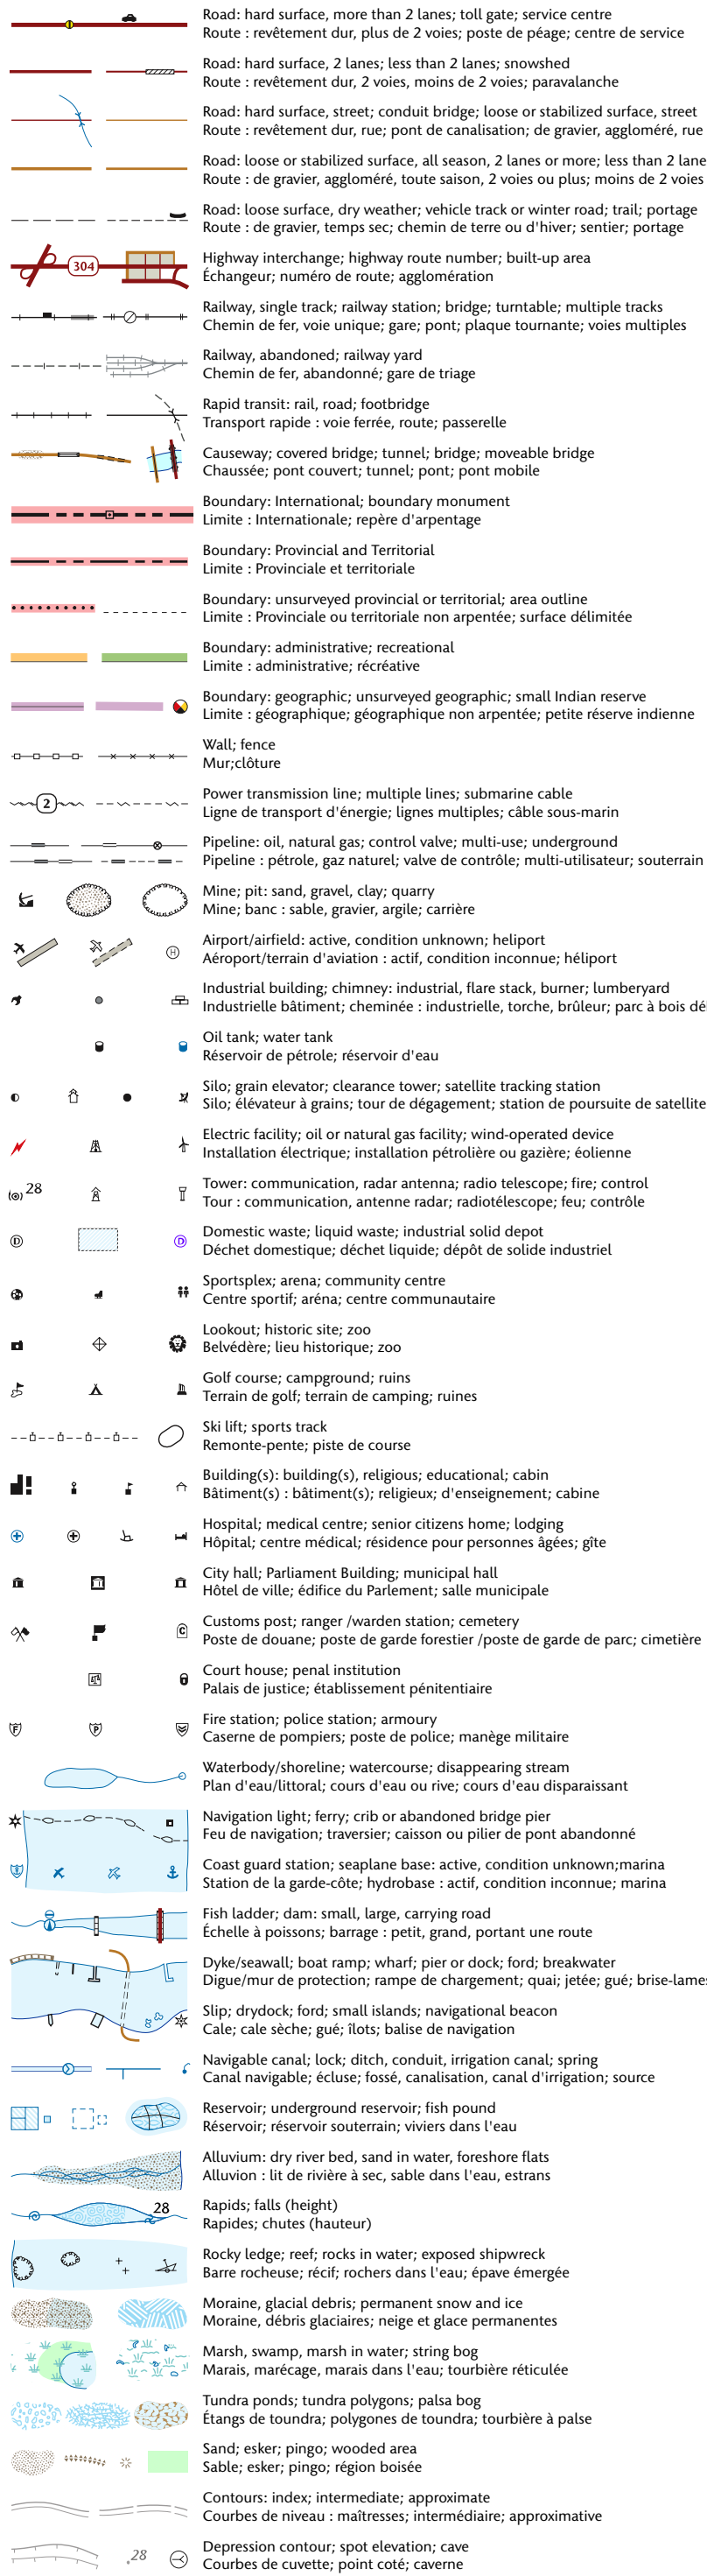 Road: hard surface, more than 2 lanes; toll gate; service centre
Route : revêtement dur, plus de 2 voies; poste de péage; centre de service
Road: hard surface, 2 lanes; less than 2 lanes; snowshed
Route : revêtement dur, 2 voies, moins de 2 voies; paravalanche
Road: hard surface, street; conduit bridge; loose or stabilized surface, street
Route : revêtement dur, rue; pont de canalisation; de gravier, aggloméré, rue
Road: loose or stabilized surface, all season, 2 lanes or more; less than 2 lane
Route : de gravier, aggloméré, toute saison, 2 voies ou plus; moins de 2 voies
Road: loose surface, dry weather; vehicle track or winter road; trail; portage
Route : de gravier, temps sec; chemin de terre ou d'hiver; sentier; portage
304
Highway interchange; highway route number; built-up area
Échangeur; numéro de route; agglomération
Railway, single track; railway station; bridge; turntable; multiple tracks
Chemin de fer, voie unique; gare; pont; plaque tournante; voies multiples
Railway, abandoned; railway yard
Chemin de fer, abandonné; gare de triage
Rapid transit: rail, road; footbridge
Transport rapide : voie ferrée, route; passerelle
Causeway; covered bridge; tunnel; bridge; moveable bridge
Chaussée; pont couvert; tunnel; pont; pont mobile
Boundary: International; boundary monument
Limite : Internationale; repère d'arpentage
Boundary: Provincial and Territorial
Limite : Provinciale et territoriale
Boundary: unsurveyed provincial or territorial; area outline
Limite : Provinciale ou territoriale non arpentée; surface délimitée
Boundary: administrative; recreational
Limite : administrative; récréative
Boundary: geographic; unsurveyed geographic; small Indian reserve
Limite : géographique; géographique non arpentée; petite réserve indienne
Wall; fence
Mur;clôture
2
Power transmission line; multiple lines; submarine cable
Ligne de transport d'énergie; lignes multiples; câble sous-marin
Pipeline: oil, natural gas; control valve; multi-use; underground
Pipeline : pétrole, gaz naturel; valve de contrôle; multi-utilisateur; souterrain
Mine; pit: sand, gravel, clay; quarry
Mine; banc : sable, gravier, argile; carrière
H
Airport/airfield: active, condition unknown; heliport
Aéroport/terrain d'aviation : actif, condition inconnue; héliport
Industrial building; chimney: industrial, flare stack, burner; lumberyard
Industrielle bâtiment; cheminée : industrielle, torche, brûleur; parc à bois dé
Oil tank; water tank
Réservoir de pétrole; réservoir d'eau
Silo; grain elevator; clearance tower; satellite tracking station
Silo; élévateur à grains; tour de dégagement; station de poursuite de satellite
Electric facility; oil or natural gas facility; wind-operated device
Installation électrique; installation pétrolière ou gazière; éolienne
28
Tower: communication, radar antenna; radio telescope; fire; control
Tour : communication, antenne radar; radiotélescope; feu; contrôle
D D
Domestic waste; liquid waste; industrial solid depot
Déchet domestique; déchet liquide; dépôt de solide industriel
Sportsplex; arena; community centre
Centre sportif; aréna; centre communautaire
Lookout; historic site; zoo
Belvédère; lieu historique; zoo
Golf course; campground; ruins
Terrain de golf; terrain de camping; ruines
Ski lift; sports track
Remonte-pente; piste de course
Building(s): building(s), religious; educational; cabin
Bâtiment(s) : bâtiment(s); religieux; d'enseignement; cabine
Hospital; medical centre; senior citizens home; lodging
Hôpital; centre médical; résidence pour personnes âgées; gîte
City hall; Parliament Building; municipal hall
Hôtel de ville; édifice du Parlement; salle municipale
C
Customs post; ranger /warden station; cemetery
Poste de douane; poste de garde forestier /poste de garde de parc; cimetière
Court house; penal institution
Palais de justice; établissement pénitentiaire
F P
Fire station; police station; armoury
Caserne de pompiers; poste de police; manège militaire
Waterbody/shoreline; watercourse; disappearing stream
Plan d'eau/littoral; cours d'eau ou rive; cours d'eau disparaissant
Navigation light; ferry; crib or abandoned bridge pier
Feu de navigation; traversier; caisson ou pilier de pont abandonné
Coast guard station; seaplane base: active, condition unknown;marina
Station de la garde-côte; hydrobase : actif, condition inconnue; marina
Fish ladder; dam: small, large, carrying road
Échelle à poissons; barrage : petit, grand, portant une route
Dyke/seawall; boat ramp; wharf; pier or dock; ford; breakwater
Digue/mur de protection; rampe de chargement; quai; jetée; gué; brise-lames
Slip; drydock; ford; small islands; navigational beacon
Cale; cale sèche; gué; îlots; balise de navigation
Navigable canal; lock; ditch, conduit, irrigation canal; spring
Canal navigable; écluse; fossé, canalisation, canal d'irrigation; source
Reservoir; underground reservoir; fish pound
Réservoir; réservoir souterrain; viviers dans l'eau
Alluvium: dry river bed, sand in water, foreshore flats
Alluvion : lit de rivière à sec, sable dans l'eau, estrans
28
Rapids; falls (height)
Rapides; chutes (hauteur)
Rocky ledge; reef; rocks in water; exposed shipwreck
Barre rocheuse; récif; rochers dans l'eau; épave émergée
Moraine, glacial debris; permanent snow and ice
Moraine, débris glaciaires; neige et glace permanentes
Marsh, swamp, marsh in water; string bog
Marais, marécage, marais dans l'eau; tourbière réticulée
Tundra ponds; tundra polygons; palsa bog
Étangs de toundra; polygones de toundra; tourbière à palse
Sand; esker; pingo; wooded area
Sable; esker; pingo; région boisée
Contours: index; intermediate; approximate
Courbes de niveau : maîtresses; intermédiaire; approximative
28
Depression contour; spot elevation; cave
Courbes de cuvette; point coté; caverne